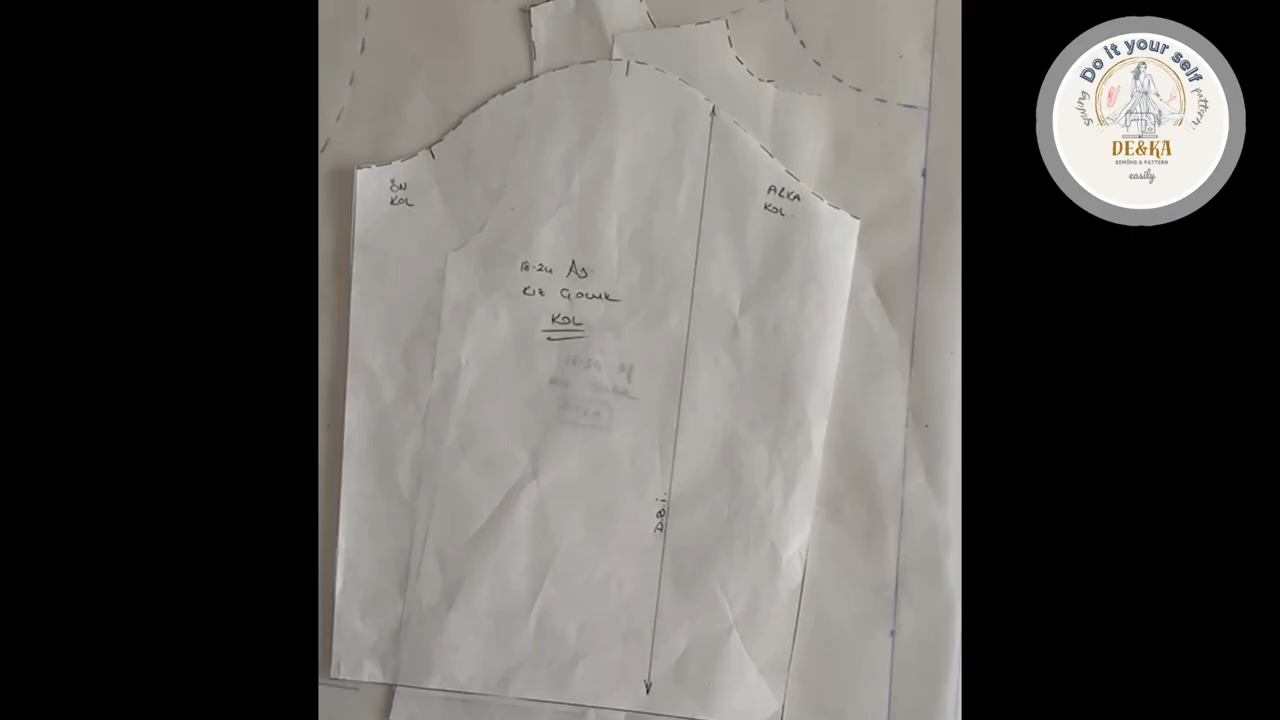 ÖN
KOL
ARKA
KOL.
18-24 Ay
KIZ ÇOCUK
KOL
D.B.İ.
Do it your self
Sewing
pattern
DE&KA
SEWING & PATTERN
easily